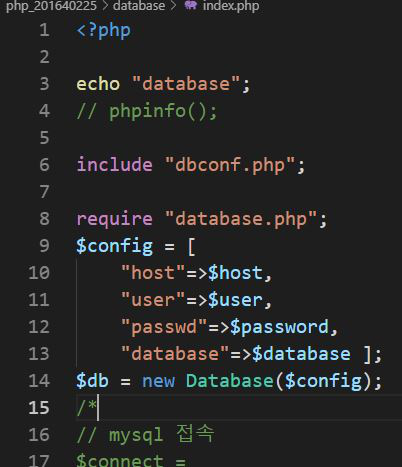 php_201640225 > database > index.php
1 <?php
2
3 echo "database";
4 // phpinfo();
5
6 include "dbconf.php";
7
8 require "database.php";
9 $config = [
10 "host"=>$host,
11 "user"=>$user,
12 "passwd"=>$password,
13 "database"=>$database ];
14 $db = new Database($config);
15 /*
16 // mysql 접속
17 $connect =